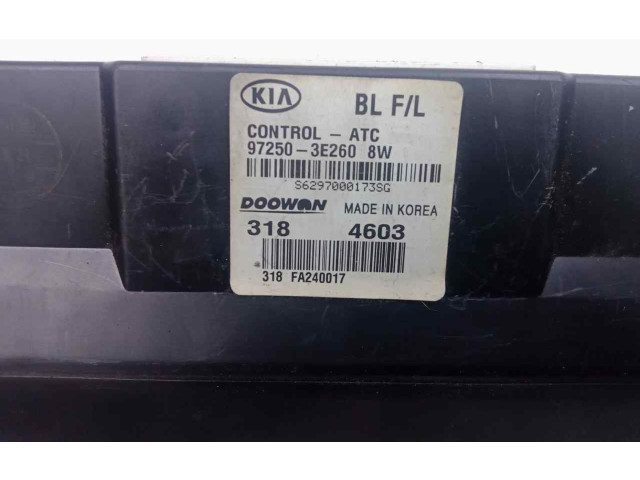 KIA BL F/L
CONTROL - ATC
97250-3E260 8W
S6297000173SG
DOOWON MADE IN KOREA
318 4603
318 FA240017